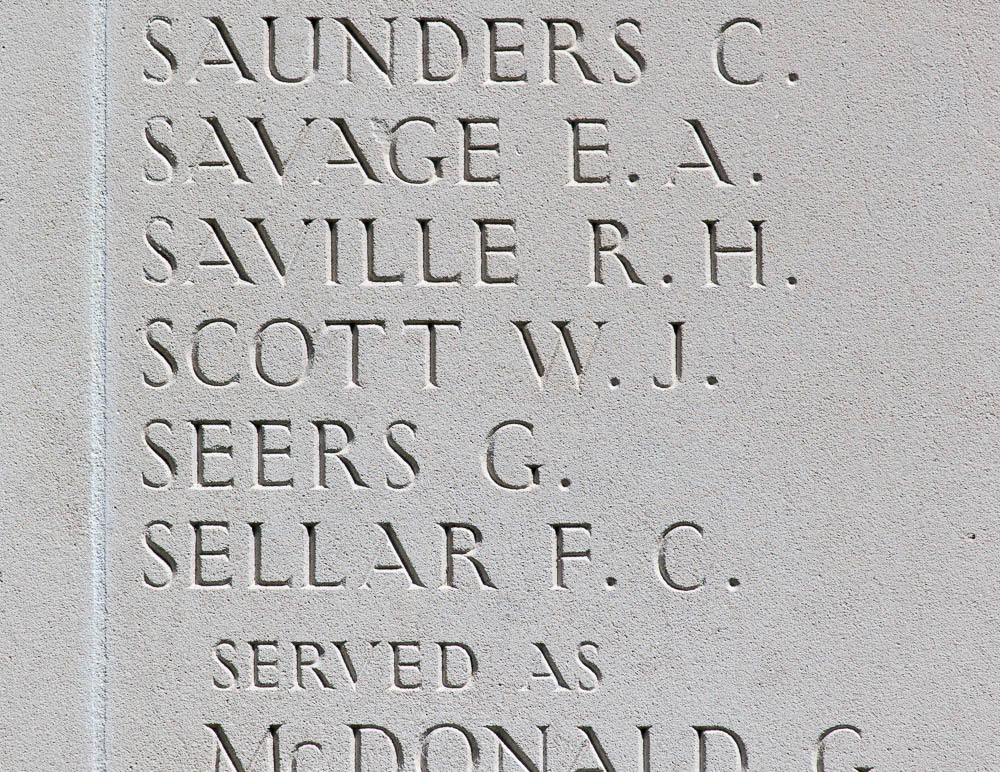 SAUNDERS C.
SAVAGE E. A.
SAVILLE R. H.
SCOTT W. J.
SEERS G.
SELLAR F. C.
SERVED AS
McDONALD G.